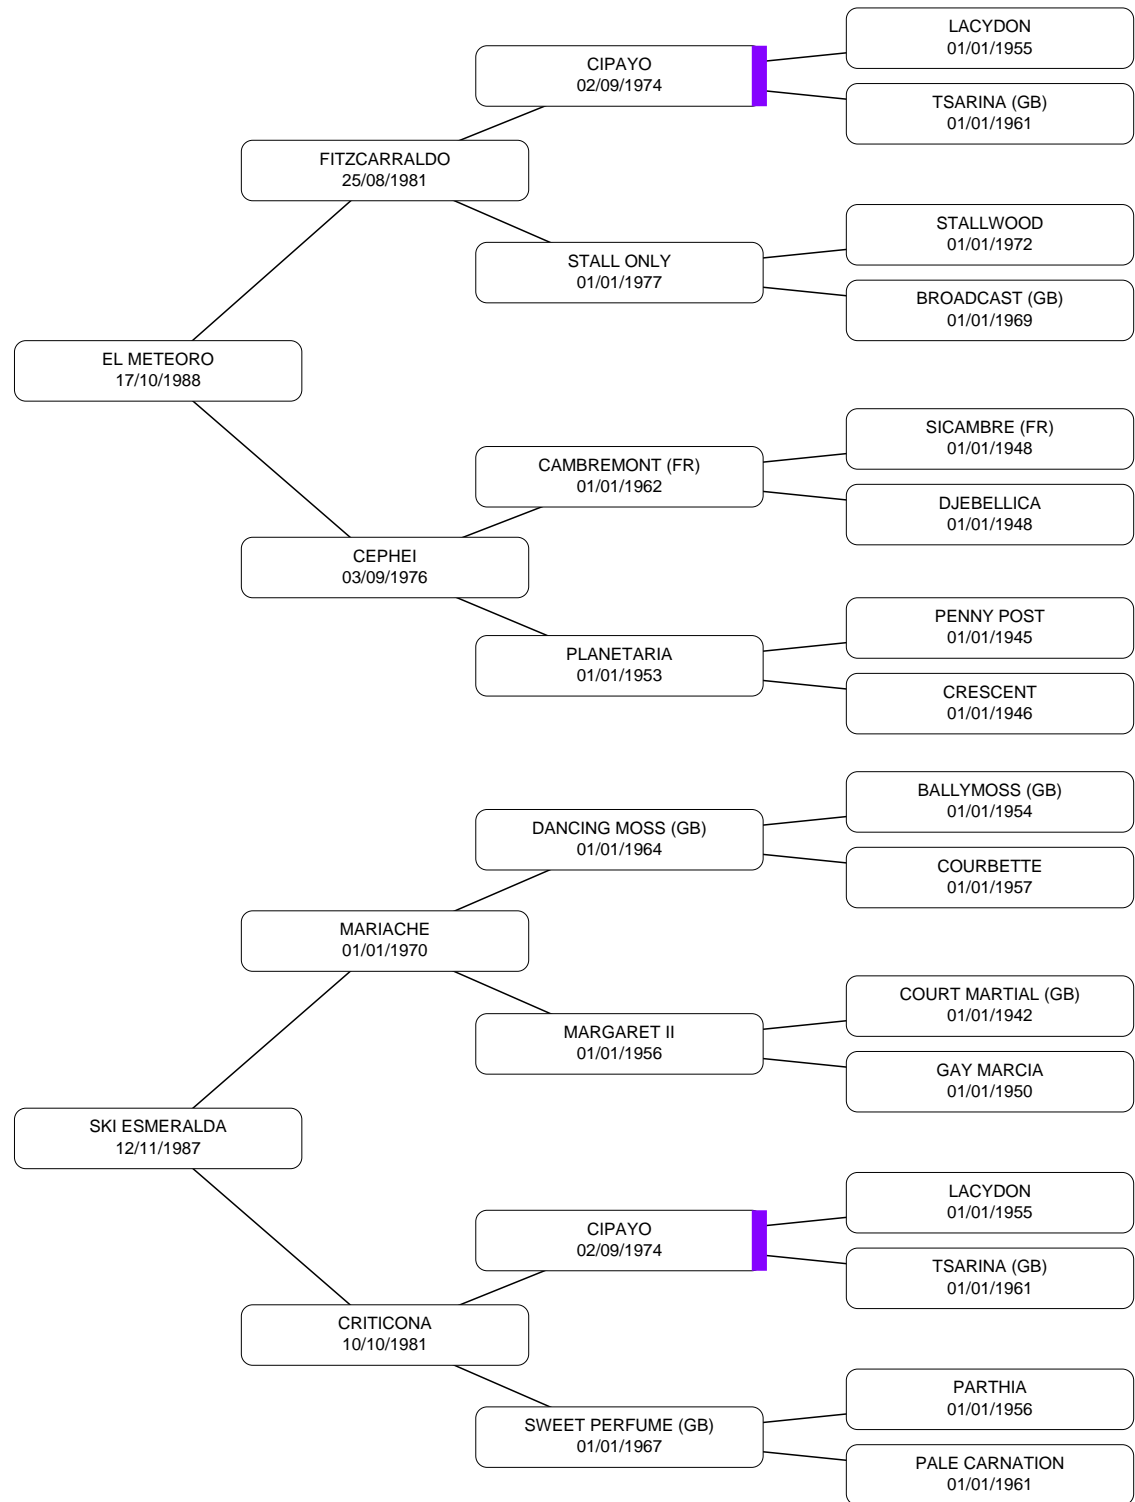 LACYDON
01/01/1955
CIPAYO
02/09/1974
TSARINA (GB)
01/01/1961
FITZCARRALDO
25/08/1981
STALLWOOD
01/01/1972
STALL ONLY
01/01/1977
BROADCAST (GB)
01/01/1969
EL METEORO
17/10/1988
SICAMBRE (FR)
01/01/1948
CAMBREMONT (FR)
01/01/1962
DJEBELLICA
01/01/1948
CEPHEI
03/09/1976
PENNY POST
01/01/1945
PLANETARIA
01/01/1953
CRESCENT
01/01/1946
BALLYMOSS (GB)
01/01/1954
DANCING MOSS (GB)
01/01/1964
COURBETTE
01/01/1957
MARIACHE
01/01/1970
COURT MARTIAL (GB)
01/01/1942
MARGARET II
01/01/1956
GAY MARCIA
01/01/1950
SKI ESMERALDA
12/11/1987
LACYDON
01/01/1955
CIPAYO
02/09/1974
TSARINA (GB)
01/01/1961
CRITICONA
10/10/1981
PARTHIA
01/01/1956
SWEET PERFUME (GB)
01/01/1967
PALE CARNATION
01/01/1961